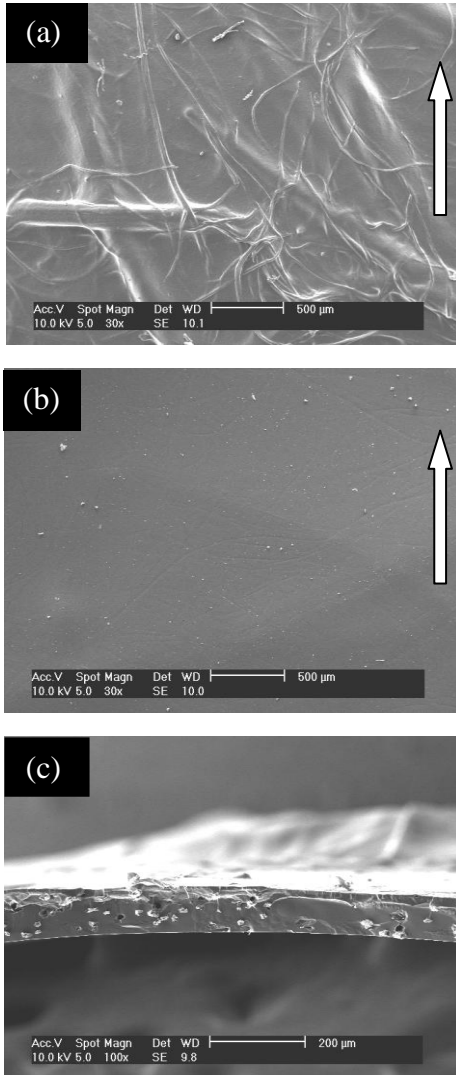 (a)
Acc.V Spot Magn Det WD 500 µm
10.0 kV 5.0 30x SE 10.1
(b)
Acc.V Spot Magn Det WD 500 µm
10.0 kV 5.0 30x SE 10.0
(c)
Acc.V Spot Magn Det WD 200 µm
10.0 kV 5.0 100x SE 9.8